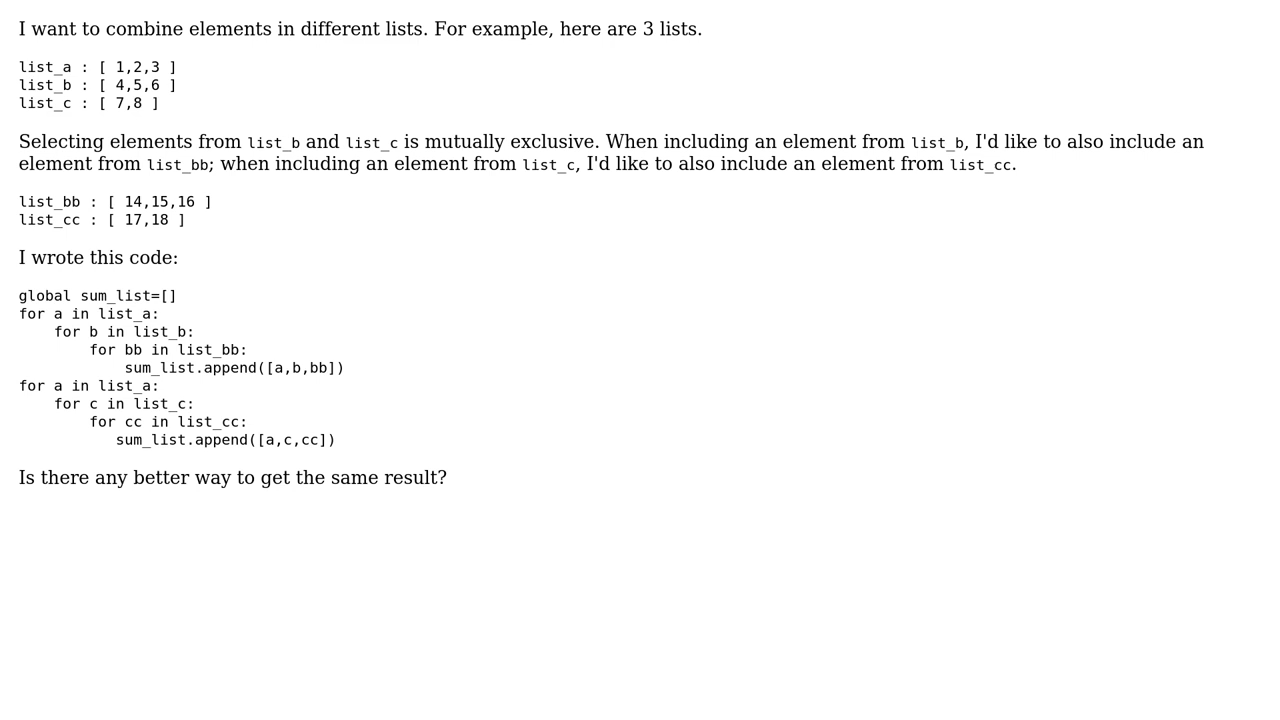 I want to combine elements in different lists. For example, here are 3 lists.
list_a : [ 1,2,3 ]
list_b : [ 4,5,6 ]
list_c : [ 7,8 ]
Selecting elements from list_b and list_c is mutually exclusive. When including an element from list_b, I'd like to also include an
element from list_bb; when including an element from list_c, I'd like to also include an element from list_cc.
list_bb : [ 14,15,16 ]
list_cc : [ 17,18 ]
I wrote this code:
global sum_list=[]
for a in list_a:
    for b in list_b:
        for bb in list_bb:
            sum_list.append([a,b,bb])
for a in list_a:
    for c in list_c:
        for cc in list_cc:
           sum_list.append([a,c,cc])
Is there any better way to get the same result?